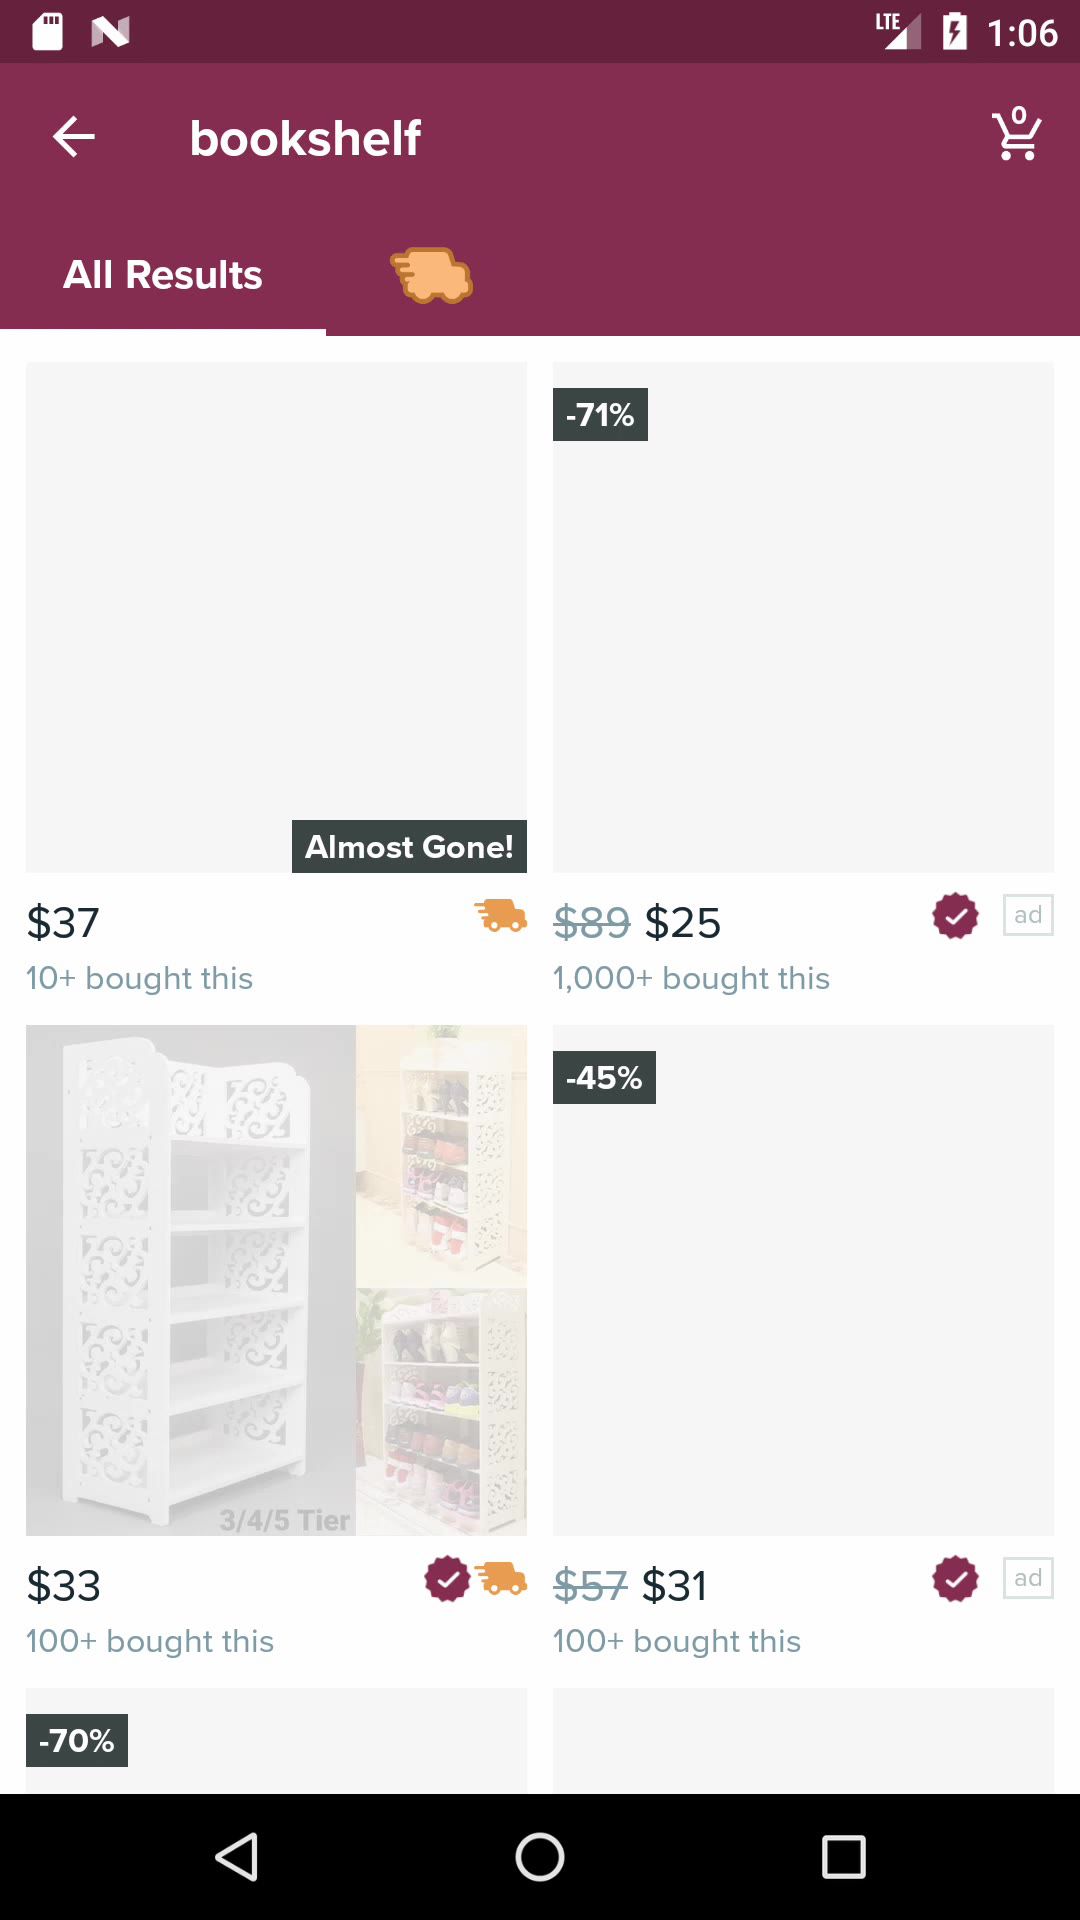 LTE 1:06
bookshelf
0
All Results
-71%
Almost Gone!
$37
$89 $25 ad
10+ bought this
1,000+ bought this
-45%
3/4/5 Tier
$33
$57 $31 ad
100+ bought this
100+ bought this
-70%